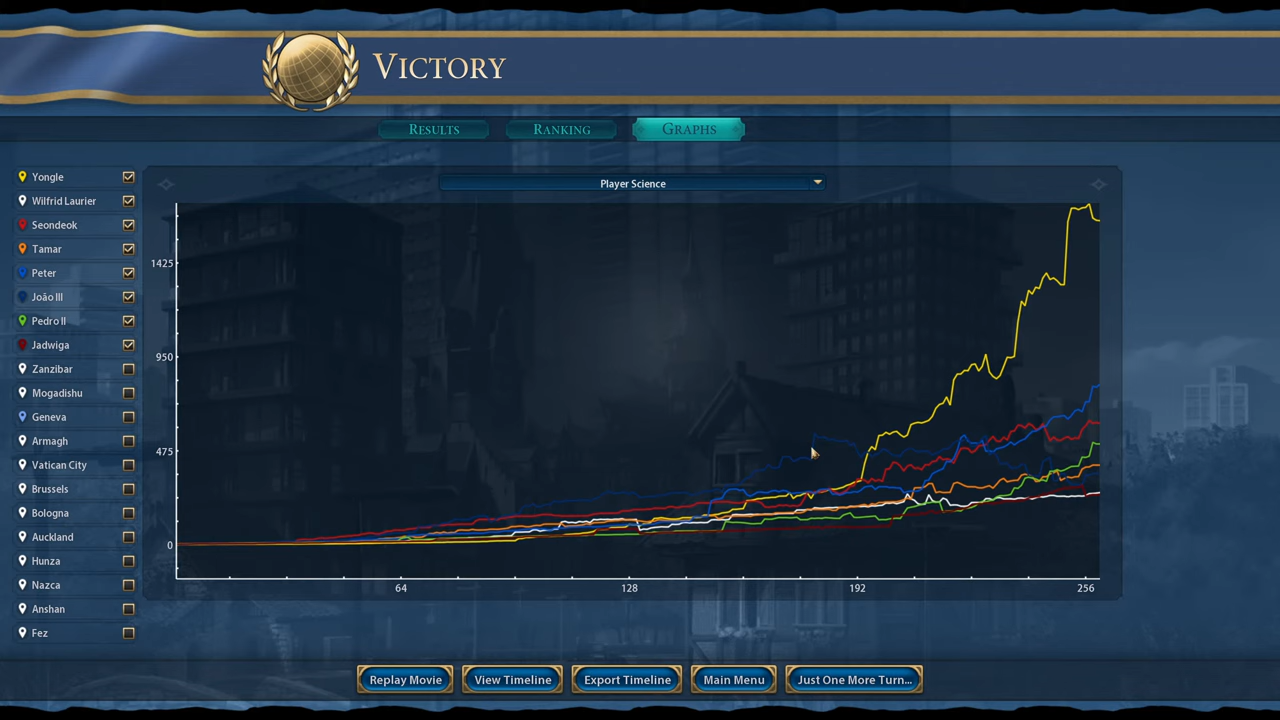 VICTORY
RESULTS
RANKING
GRAPHS
Yongle
Wilfrid Laurier
Seondeok
Tamar
Peter
João III
Pedro II
Jadwiga
Zanzibar
Mogadishu
Geneva
Armagh
Vatican City
Brussels
Bologna
Auckland
Hunza
Nazca
Anshan
Fez
Player Science
1425
950
475
0
64
128
192
256
Replay Movie
View Timeline
Export Timeline
Main Menu
Just One More Turn...